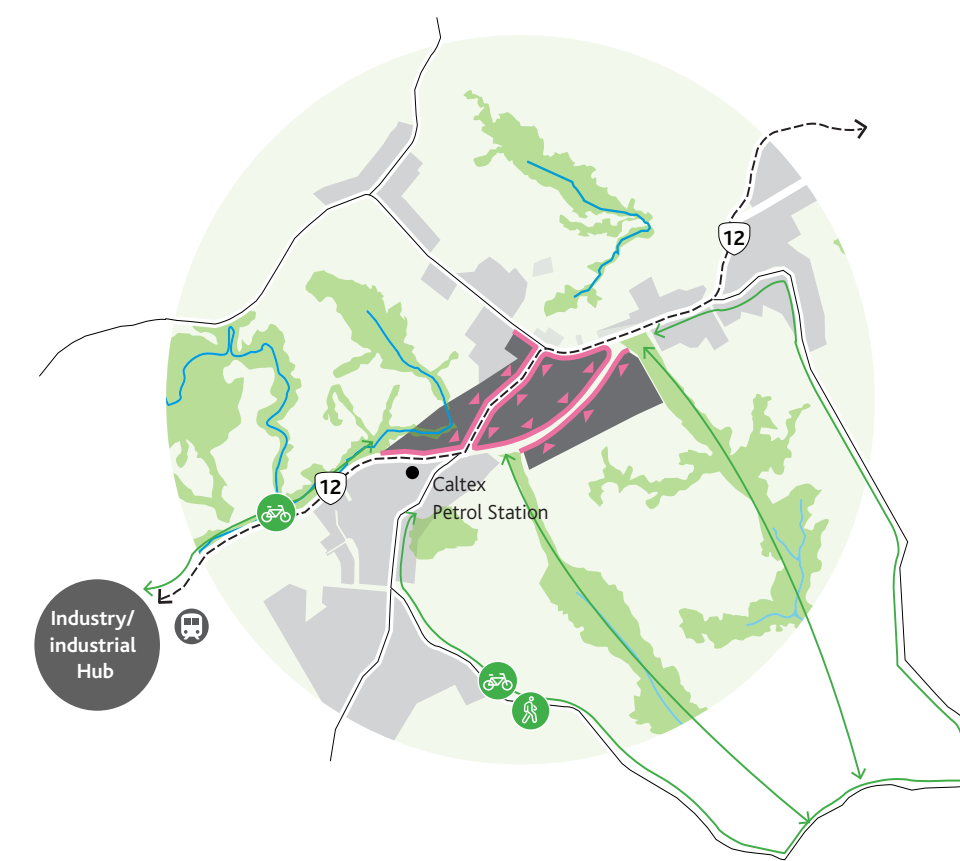 12
12
Caltex
Petrol Station
Industry/
industrial
Hub